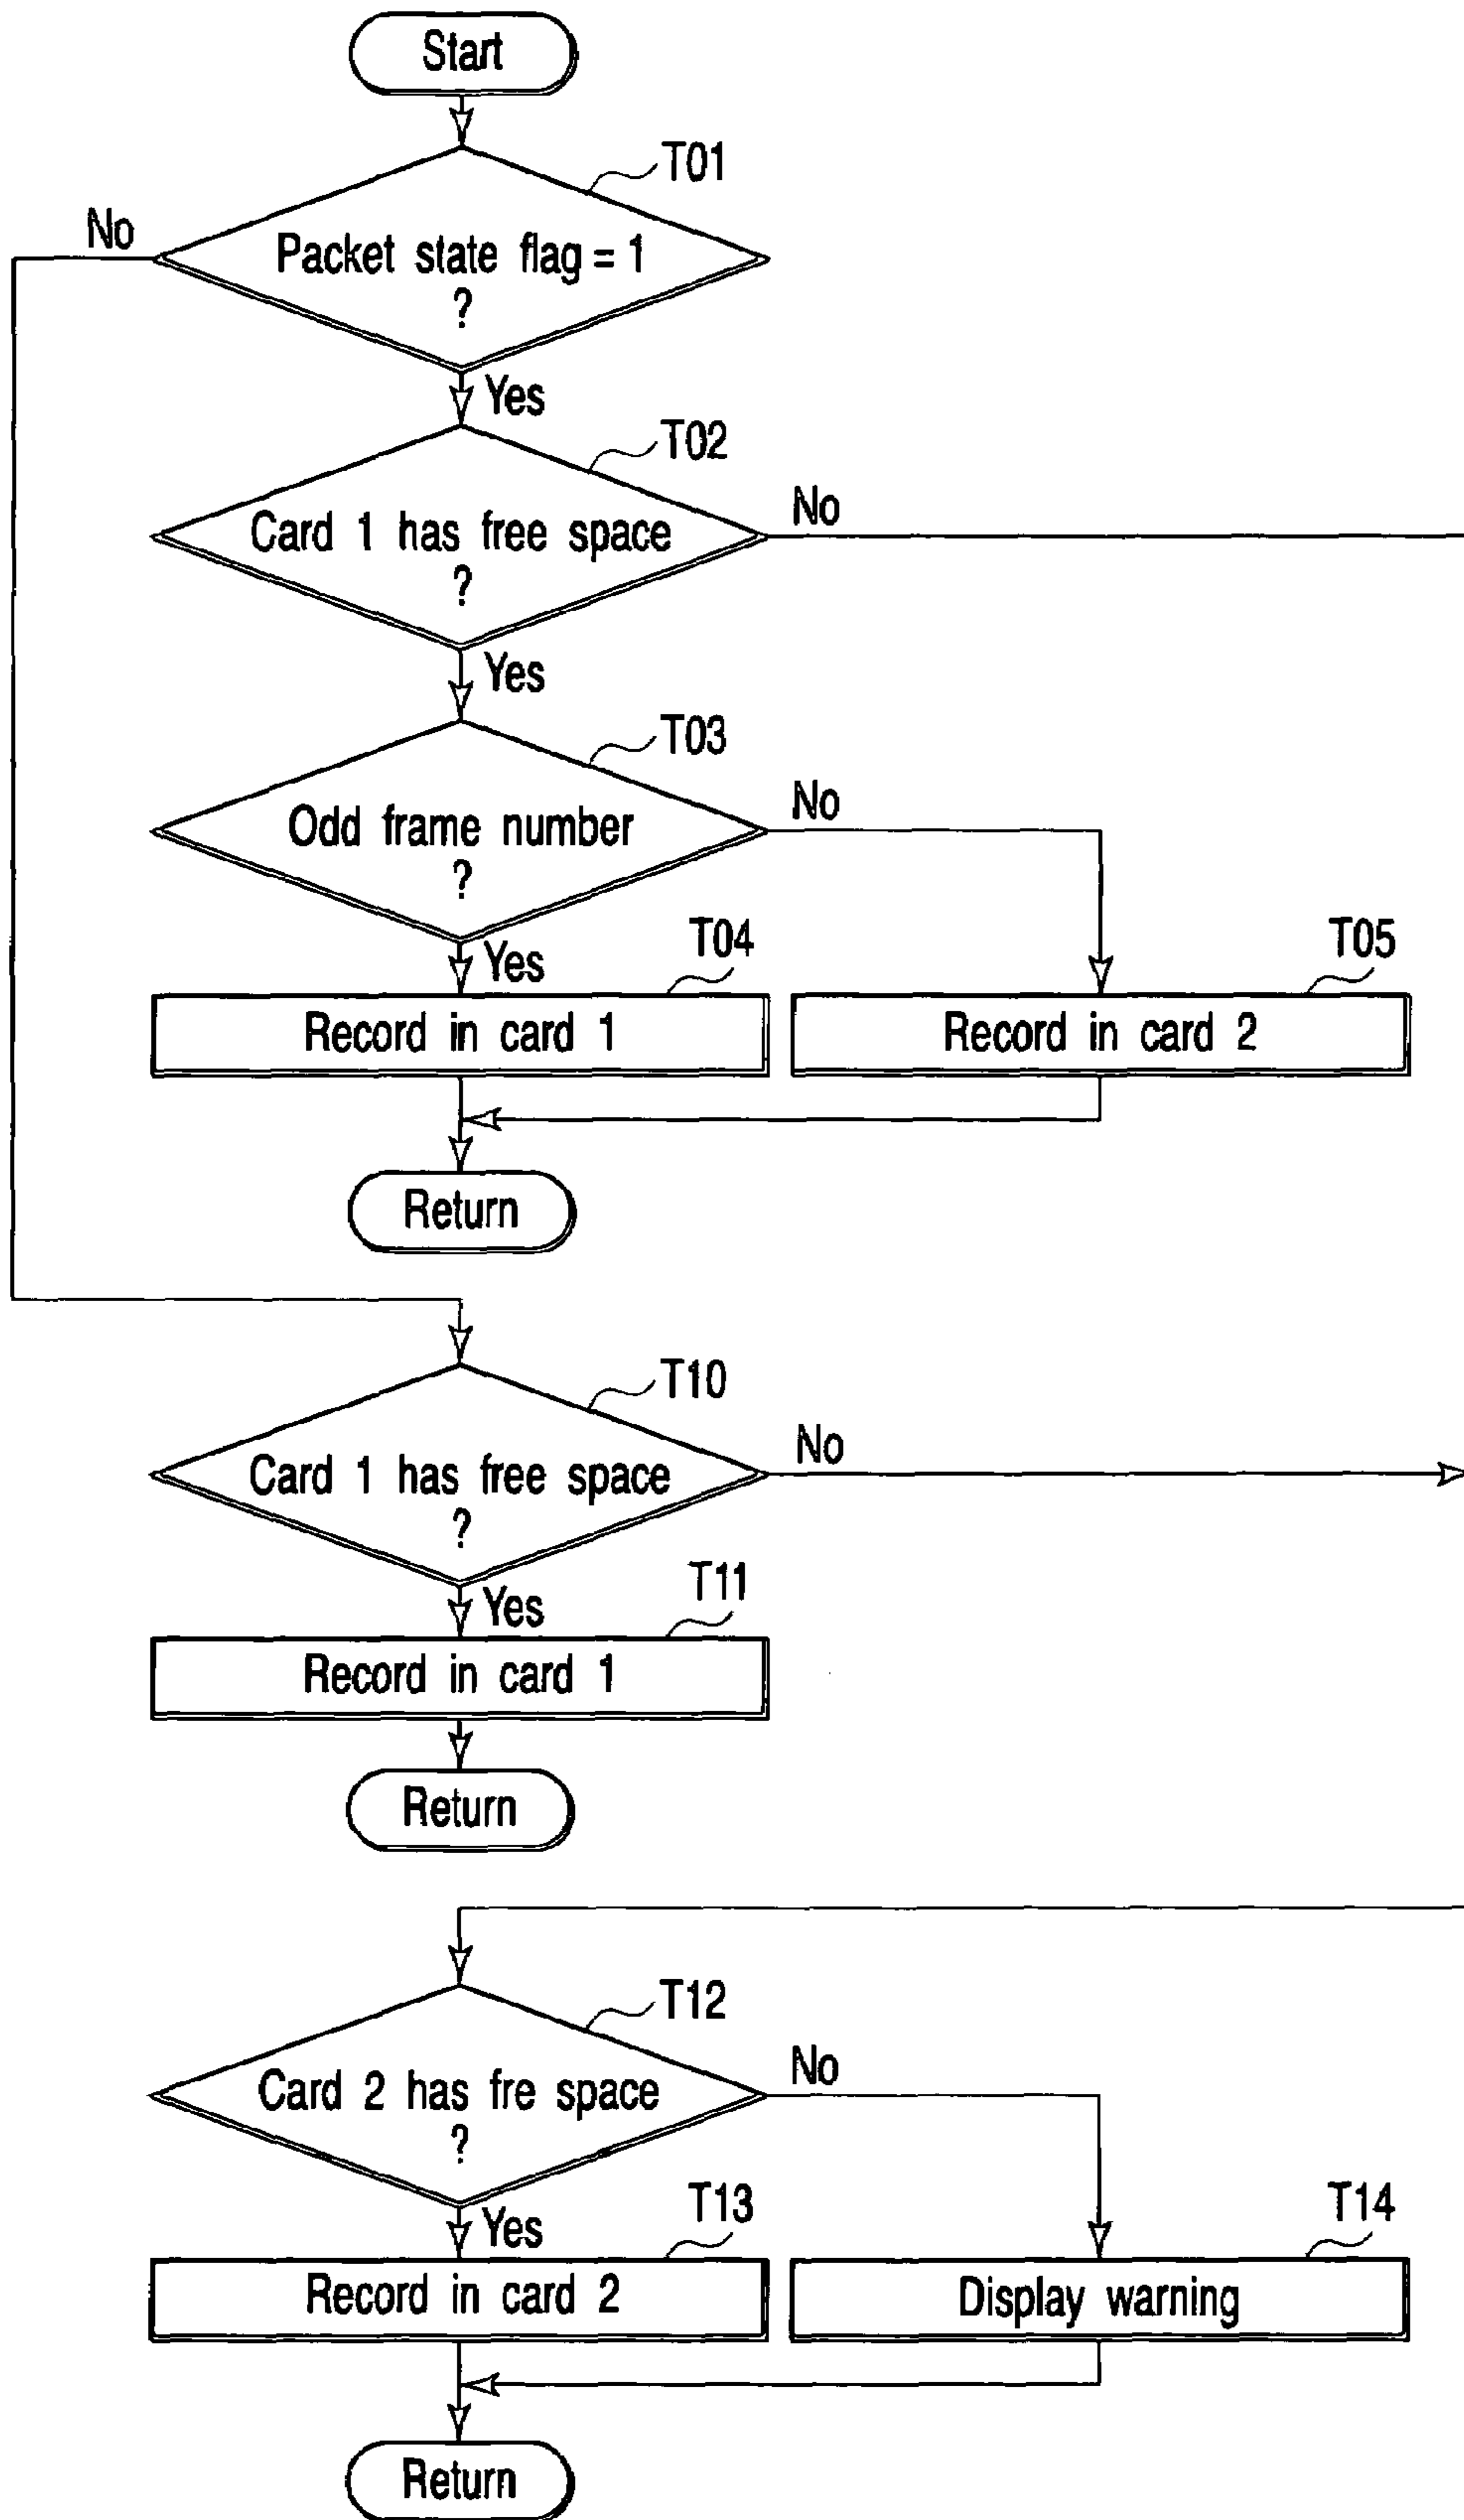 Start
T01
No
Packet state flag = 1
?
Yes
T02
No
Card 1 has free space
?
Yes
T03
No
Odd frame number
?
Yes
T04
T05
Record in card 1
Record in card 2
Return
T10
No
Card 1 has free space
?
Yes
T11
Record in card 1
Return
T12
No
Card 2 has fre space
?
Yes
T13
T14
Record in card 2
Display warning
Return